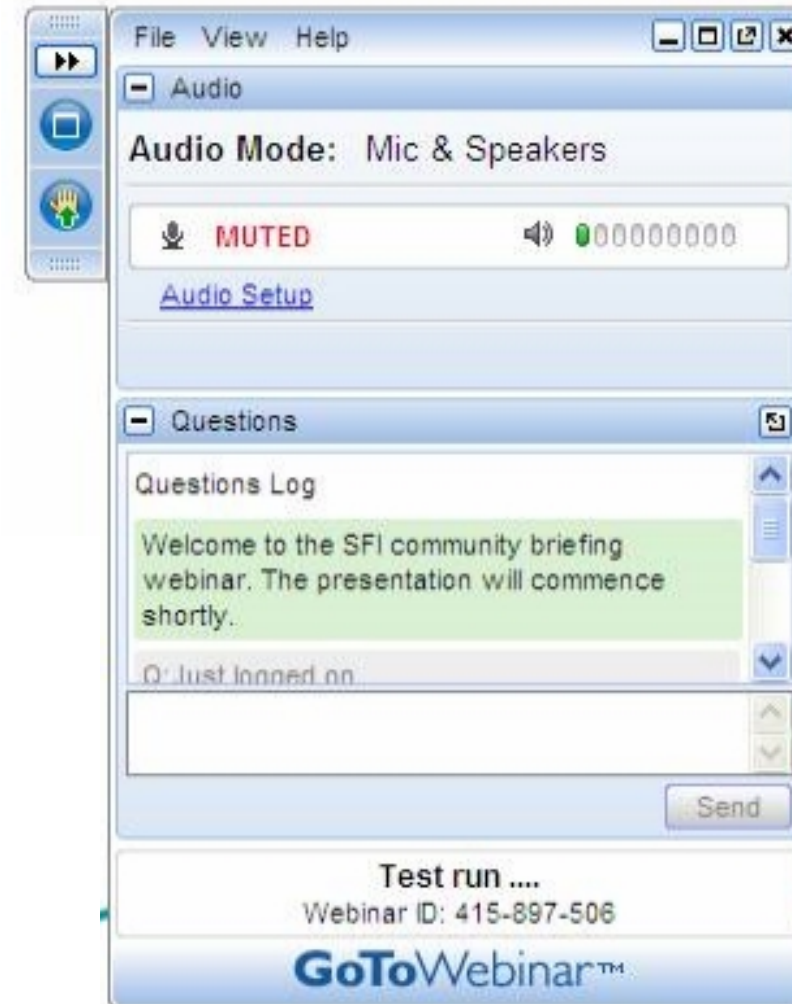 File View Help
Audio
Audio Mode: Mic & Speakers
MUTED
Audio Setup
Questions
Questions Log
Welcome to the SFI community briefing
webinar. The presentation will commence
shortly.
Q: Just logged on
Send
Test run ....
Webinar ID: 415-897-506
GoToWebinar™